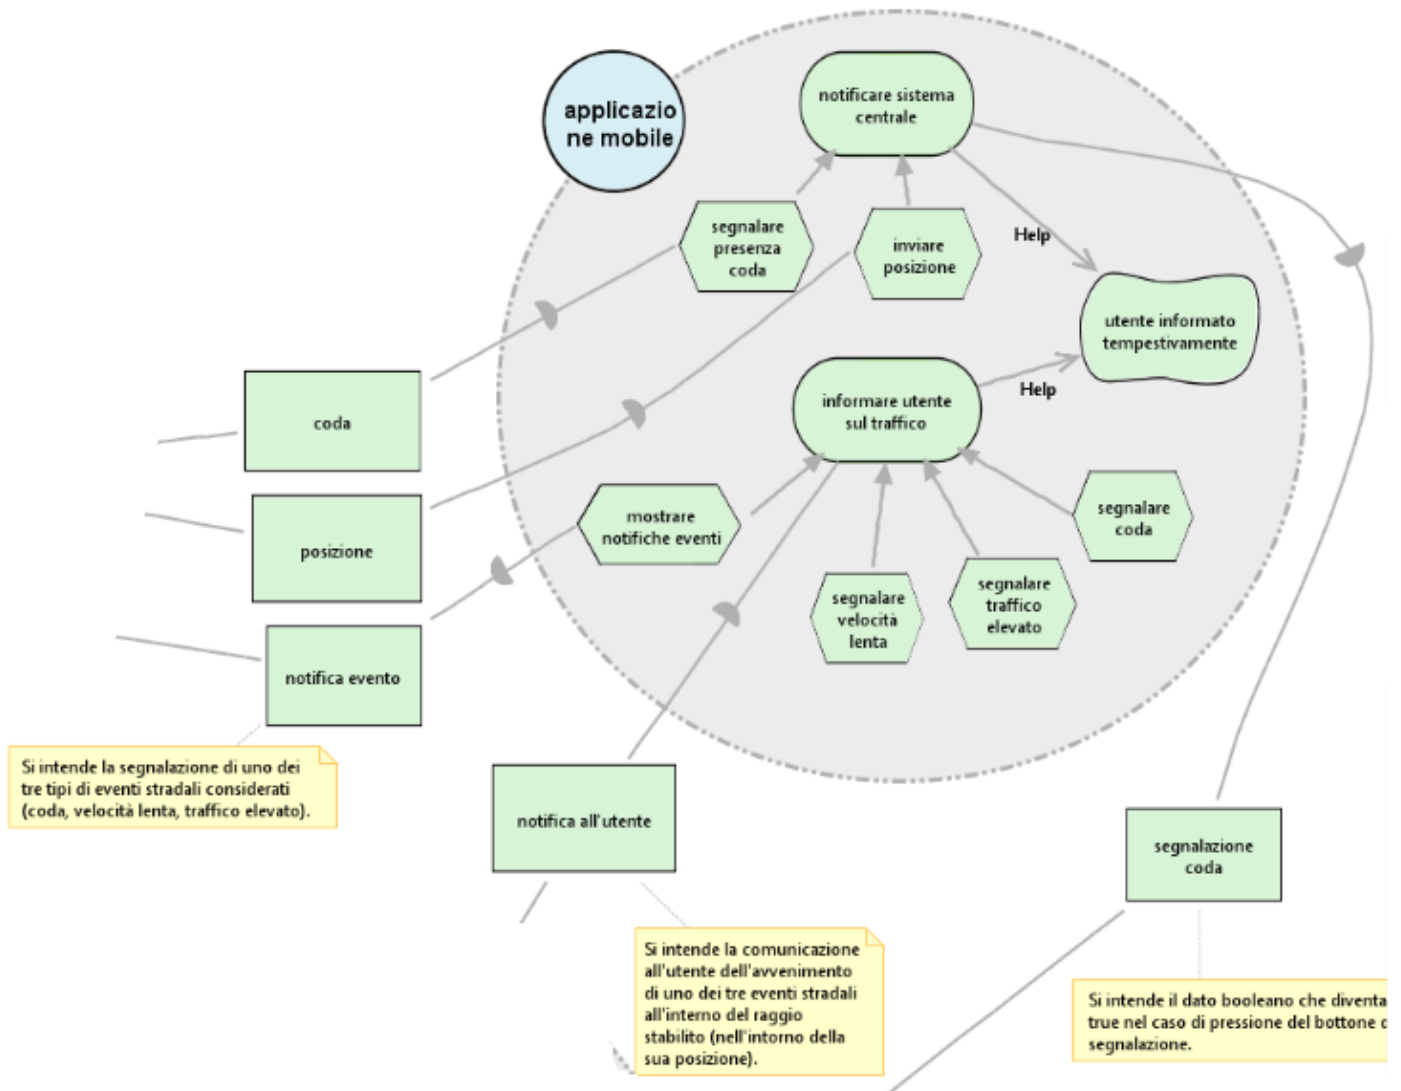 applicazio
ne mobile
notificare sistema
centrale
segnalare
presenza
coda
inviare
posizione
Help
utente informato
tempestivamente
informare utente
sul traffico
Help
coda
posizione
notifica evento
mostrare
notifiche eventi
segnalare
velocità
lenta
segnalare
traffico
elevato
segnalare
coda
Si intende la segnalazione di uno dei
tre tipi di eventi stradali considerati
(coda, velocità lenta, traffico elevato).
notifica all'utente
segnalazione
coda
Si intende la comunicazione
all'utente dell'avvenimento
di uno dei tre eventi stradali
all'interno del raggio
stabilito (nell'intorno della
sua posizione).
Si intende il dato booleano che diventa
true nel caso di pressione del bottone
segnalazione.